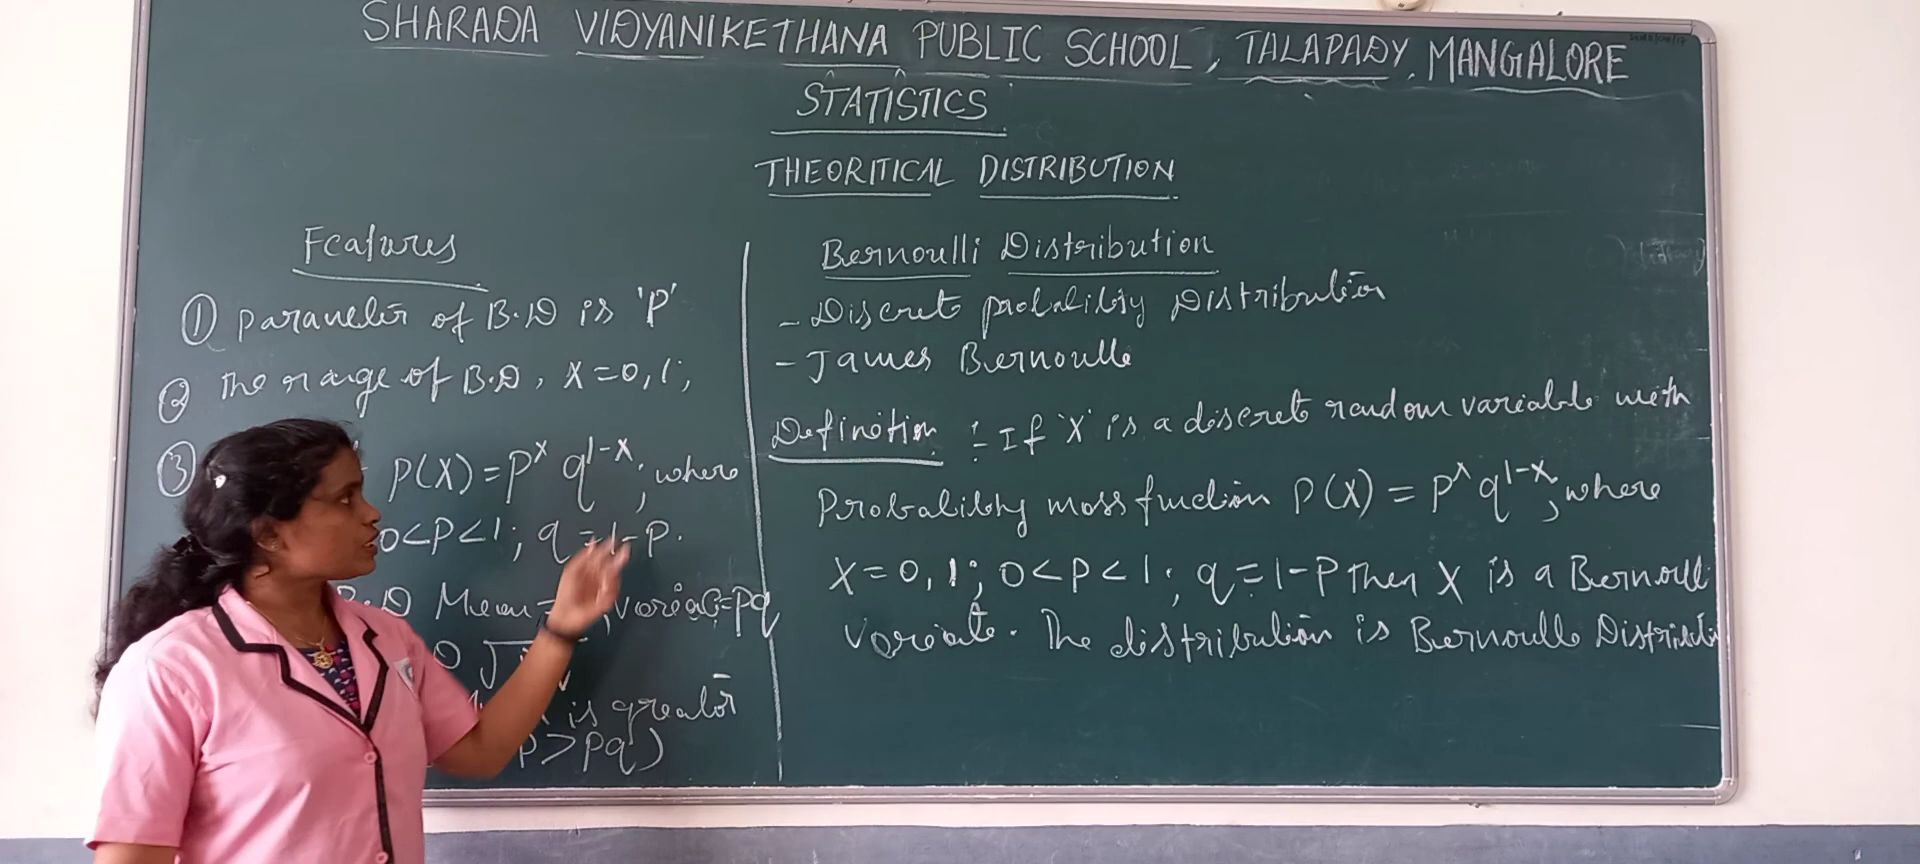 SHARADA VIDYANIKETHANA PUBLIC SCHOOL, TALAPADY, MANGALORE
STATISTICS
THEORITICAL DISTRIBUTION
Features
① parameter of B.D is 'P'
② The range of B.D, X = 0, 1;
③ P(X) = p^x q^1-x; where
0 < P < 1; q = 1 - P.
B.D Mean = , variance = pq
√
is greater
p > pq)
Bernoulli Distribution
- Discrete probability Distribution
- James Bernoulli
Definition :- If 'X' is a discrete random variable with
Probability mass function P(X) = p^x q^1-x, where
X = 0, 1; 0 < P < 1; q = 1 - P then X is a Bernoulli
variate. The distribution is Bernoulli Distribution